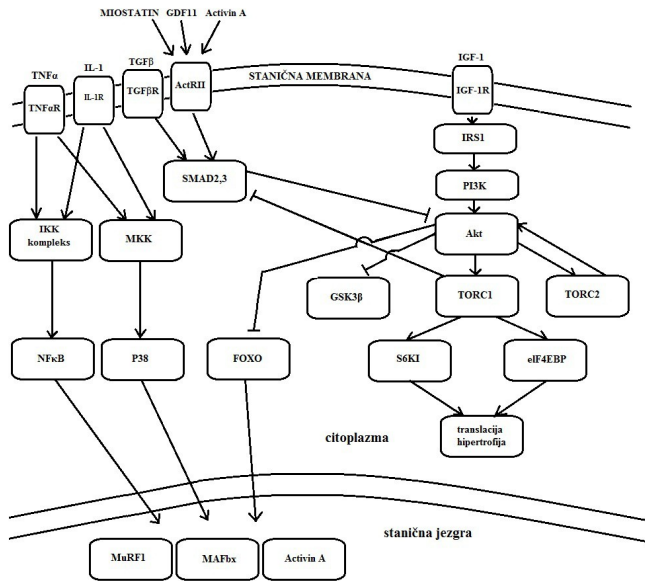 MIOSTATIN GDF11 Activin A
TNFα
IL-1
TGFβ
IGF-1
TNFαR
IL-1R
TGFβR
ActRII
STANIČNA MEMBRANA
IGF-1R
IRS1
SMAD2,3
PI3K
IKK
kompleks
MKK
Akt
GSK3β
TORC1
TORC2
NFκB
P38
FOXO
S6KI
elF4EBP
citoplazma
translacija
hipertrofija
stanična jezgra
MuRF1
MAFbx
Activin A